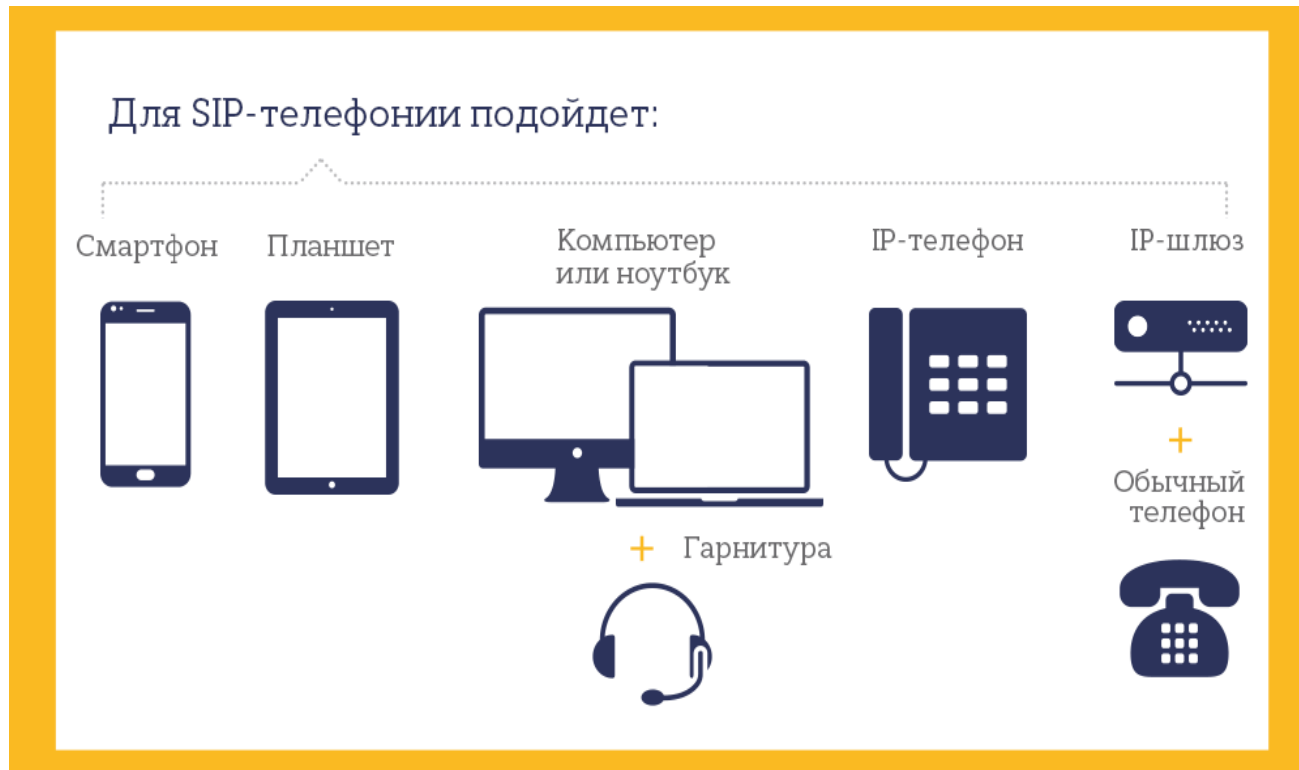 Для SIP-телефонии подойдет:
Смартфон
Планшет
Компьютер
или ноутбук
IP-телефон
IP-шлюз
+
Обычный
телефон
+ Гарнитура